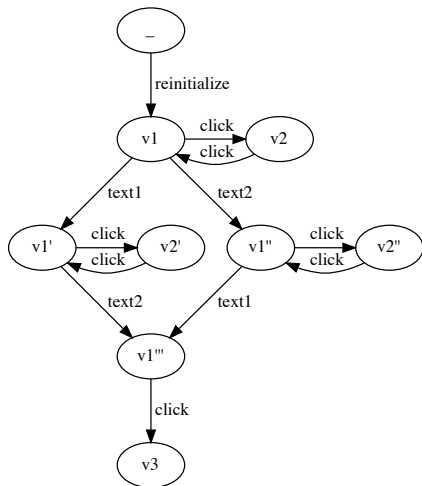 _
reinitialize
v1
click
click
v2
text1
text2
v1'
click
click
v2'
v1''
click
click
v2''
text2
text1
v1'''
click
v3